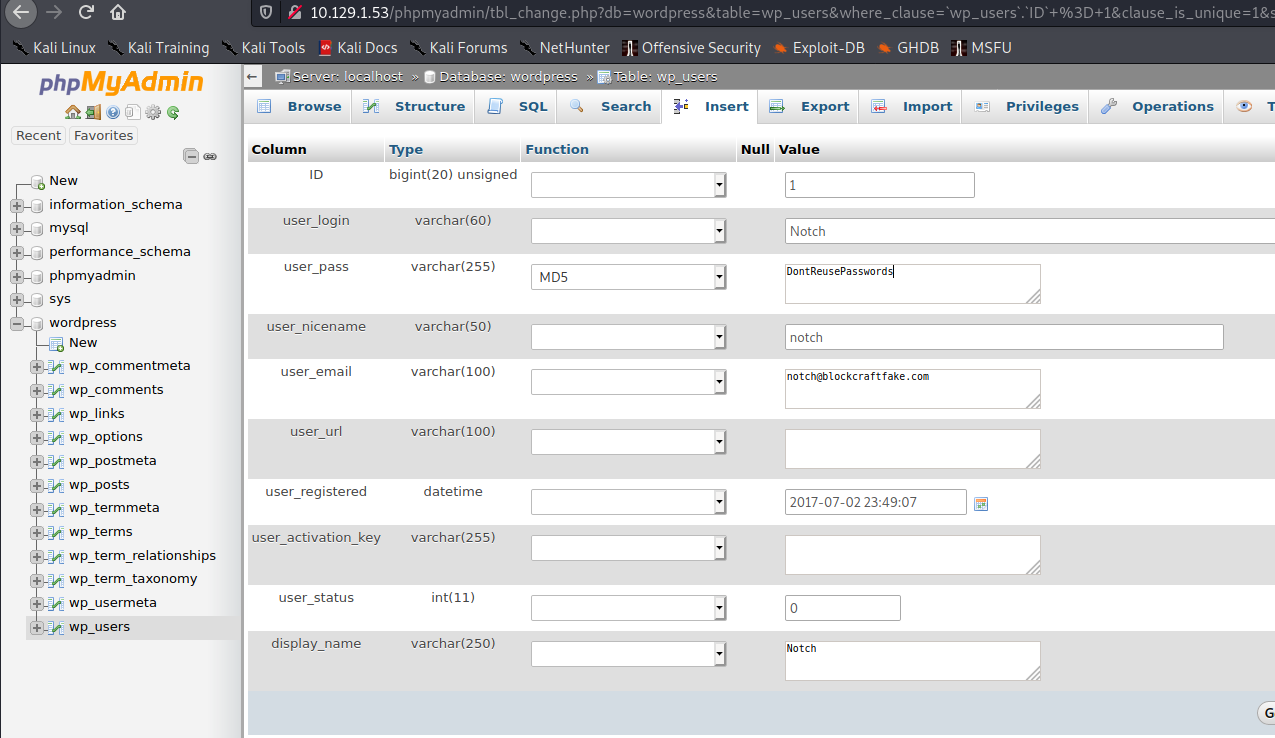 10.129.1.53/phpmyadmin/tbl_change.php?db=wordpress&table=wp_users&where_clause=`wp_users`.`ID`+%3D+1&clause_is_unique=1&s
Kali Linux Kali Training Kali Tools Kali Docs Kali Forums NetHunter Offensive Security Exploit-DB GHDB MSFU
phpMyAdmin
Recent Favorites
New
information_schema
mysql
performance_schema
phpmyadmin
sys
wordpress
New
wp_commentmeta
wp_comments
wp_links
wp_options
wp_postmeta
wp_posts
wp_termmeta
wp_terms
wp_term_relationships
wp_term_taxonomy
wp_usermeta
wp_users
← Server: localhost » Database: wordpress » Table: wp_users
Browse Structure SQL Search Insert Export Import Privileges Operations T
Column Type Function Null Value
ID bigint(20) unsigned 1
user_login varchar(60) Notch
user_pass varchar(255) MD5 DontReusePasswords
user_nicename varchar(50) notch
user_email varchar(100) notch@blockcraftfake.com
user_url varchar(100)
user_registered datetime 2017-07-02 23:49:07
user_activation_key varchar(255)
user_status int(11) 0
display_name varchar(250) Notch
G